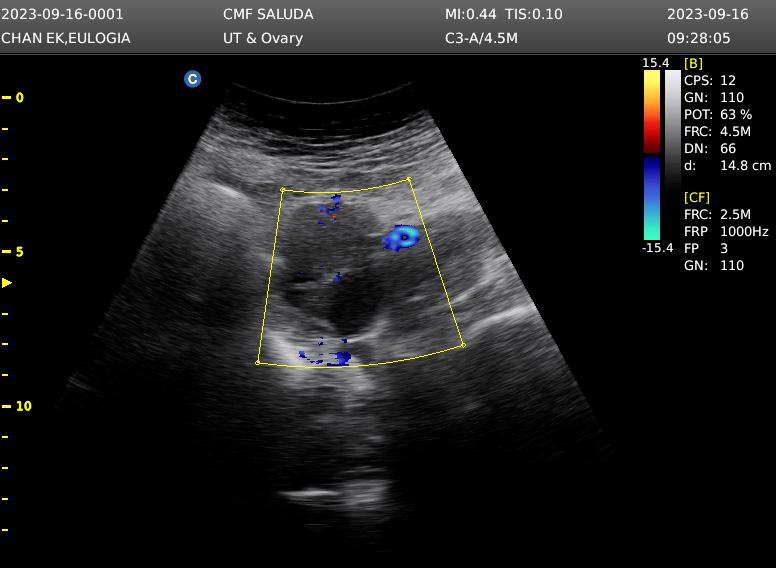 2023-09-16-0001 CMF SALUDA MI:0.44 TIS:0.10 2023-09-16
CHAN EK,EULOGIA UT & Ovary C3-A/4.5M 09:28:05
C
15.4
-15.4
[B]
CPS: 12
GN: 110
POT: 63 %
FRC: 4.5M
DN: 66
d: 14.8 cm
[CF]
FRC: 2.5M
FRP 1000Hz
FP 3
GN: 110
0
5
10